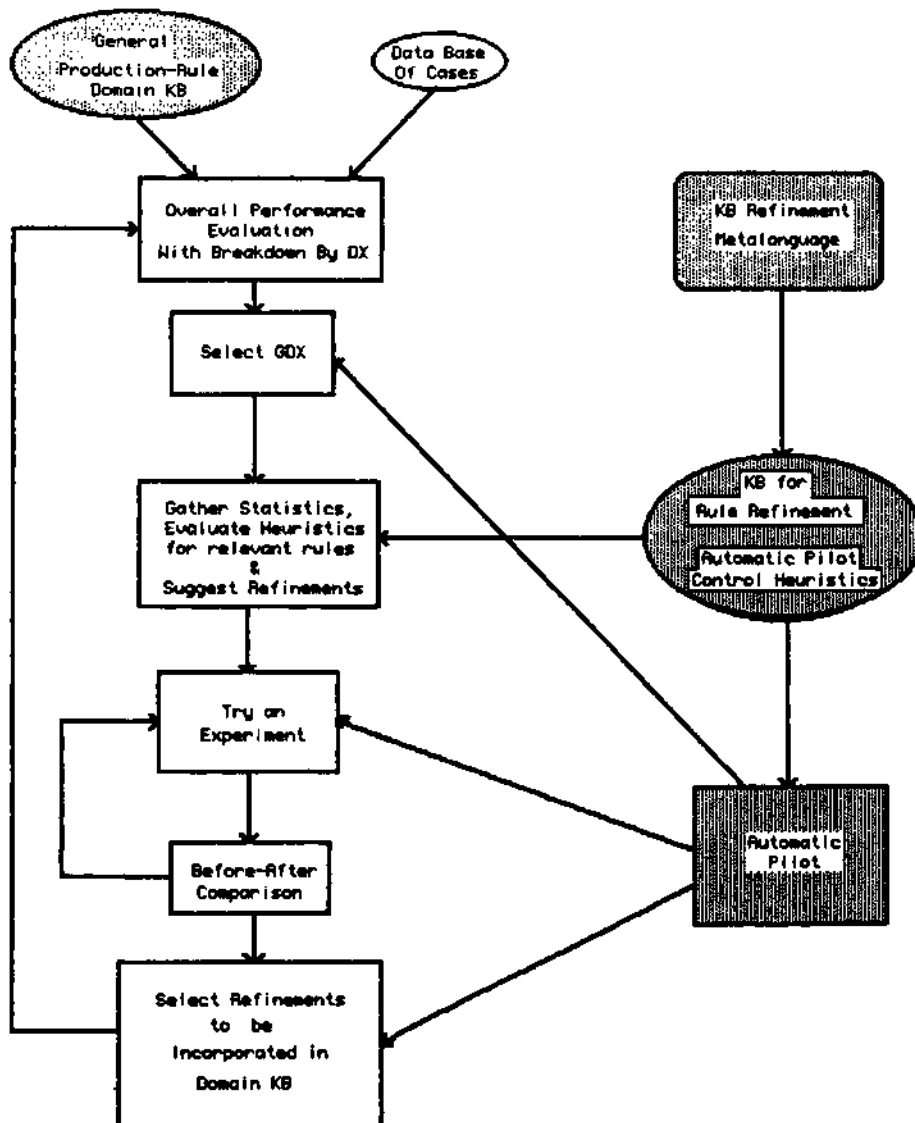 General
Production-Rule
Domain KB
Data Base
Of Cases
Overall Performance
Evaluation
With Breakdown By DX
KB Refinement
Metalanguage
Select GDX
KB for
Rule Refinement
Automatic Pilot
Control Heuristics
Gather Statistics,
Evaluate Heuristics
for relevant rules
&
Suggest Refinements
Try an
Experiment
Automatic
Pilot
Before-After
Comparison
Select Refinements
to be
Incorporated in
Domain KB